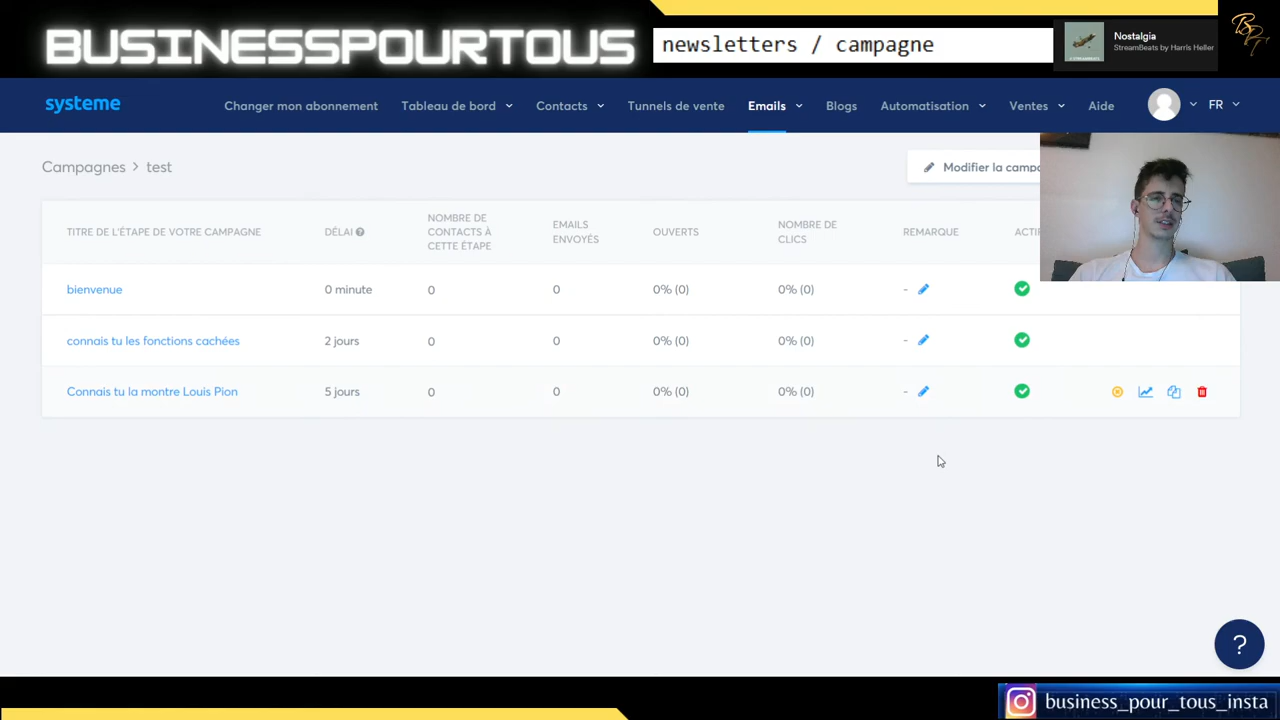 BUSINESSPOURTOUS
newsletters / campagne
Nostalgia
StreamBeats by Harris Heller
systeme
Changer mon abonnement
Tableau de bord
Contacts
Tunnels de vente
Emails
Blogs
Automatisation
Ventes
Aide
FR
Campagnes > test
Modifier la campa
TITRE DE L'ÉTAPE DE VOTRE CAMPAGNE
DÉLAI
NOMBRE DE
CONTACTS À
CETTE ÉTAPE
EMAILS
ENVOYÉS
OUVERTS
NOMBRE DE
CLICS
REMARQUE
ACTIF
bienvenue
0 minute
0
0
0% (0)
0% (0)
-
connais tu les fonctions cachées
2 jours
0
0
0% (0)
0% (0)
-
Connais tu la montre Louis Pion
5 jours
0
0
0% (0)
0% (0)
-
?
business_pour_tous_insta